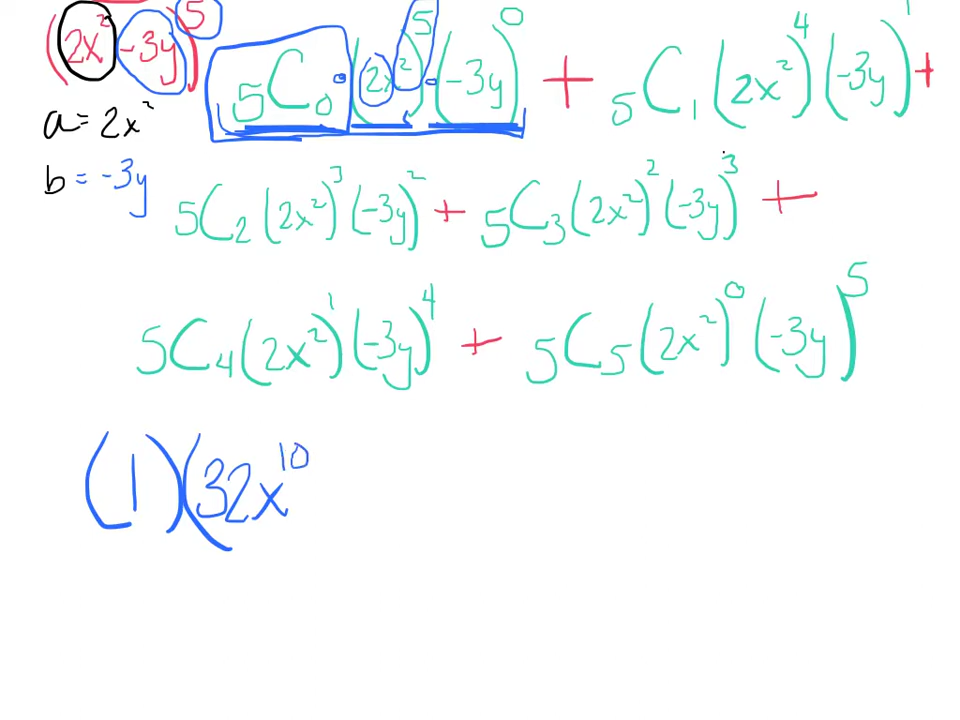 (2x² -3y)⁵ ₅C₀ · (2x²)⁵ · (-3y)⁰ + ₅C₁ (2x²)⁴ (-3y)¹ +
a = 2x²
b = -3y
5C₂ (2x²)³ (-3y)² + 5C₃ (2x²)² (-3y)³ +
5C₄ (2x²)¹ (-3y)⁴ + 5C₅ (2x²)⁰ (-3y)⁵
(1)(32x¹⁰